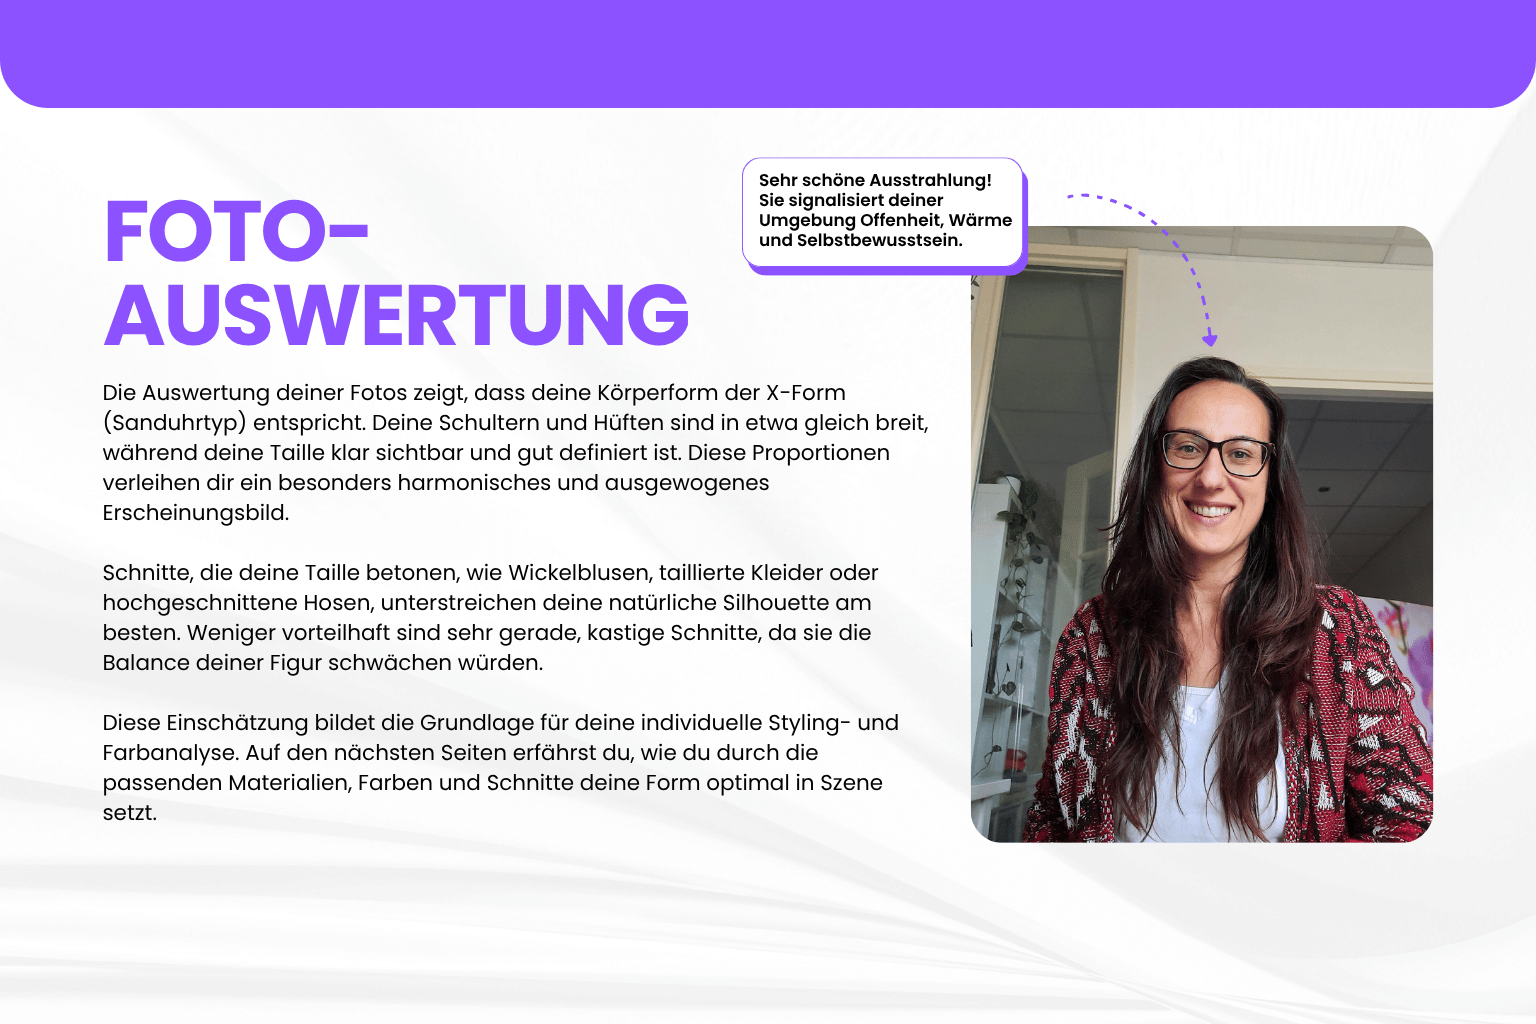 FOTO-
AUSWERTUNG
Sehr schöne Ausstrahlung!
Sie signalisiert deiner
Umgebung Offenheit, Wärme
und Selbstbewusstsein.
Die Auswertung deiner Fotos zeigt, dass deine Körperform der X-Form
(Sanduhrtyp) entspricht. Deine Schultern und Hüften sind in etwa gleich breit,
während deine Taille klar sichtbar und gut definiert ist. Diese Proportionen
verleihen dir ein besonders harmonisches und ausgewogenes
Erscheinungsbild.
Schnitte, die deine Taille betonen, wie Wickelblusen, taillierte Kleider oder
hochgeschnittene Hosen, unterstreichen deine natürliche Silhouette am
besten. Weniger vorteilhaft sind sehr gerade, kastige Schnitte, da sie die
Balance deiner Figur schwächen würden.
Diese Einschätzung bildet die Grundlage für deine individuelle Styling- und
Farbanalyse. Auf den nächsten Seiten erfährst du, wie du durch die
passenden Materialien, Farben und Schnitte deine Form optimal in Szene
setzt.